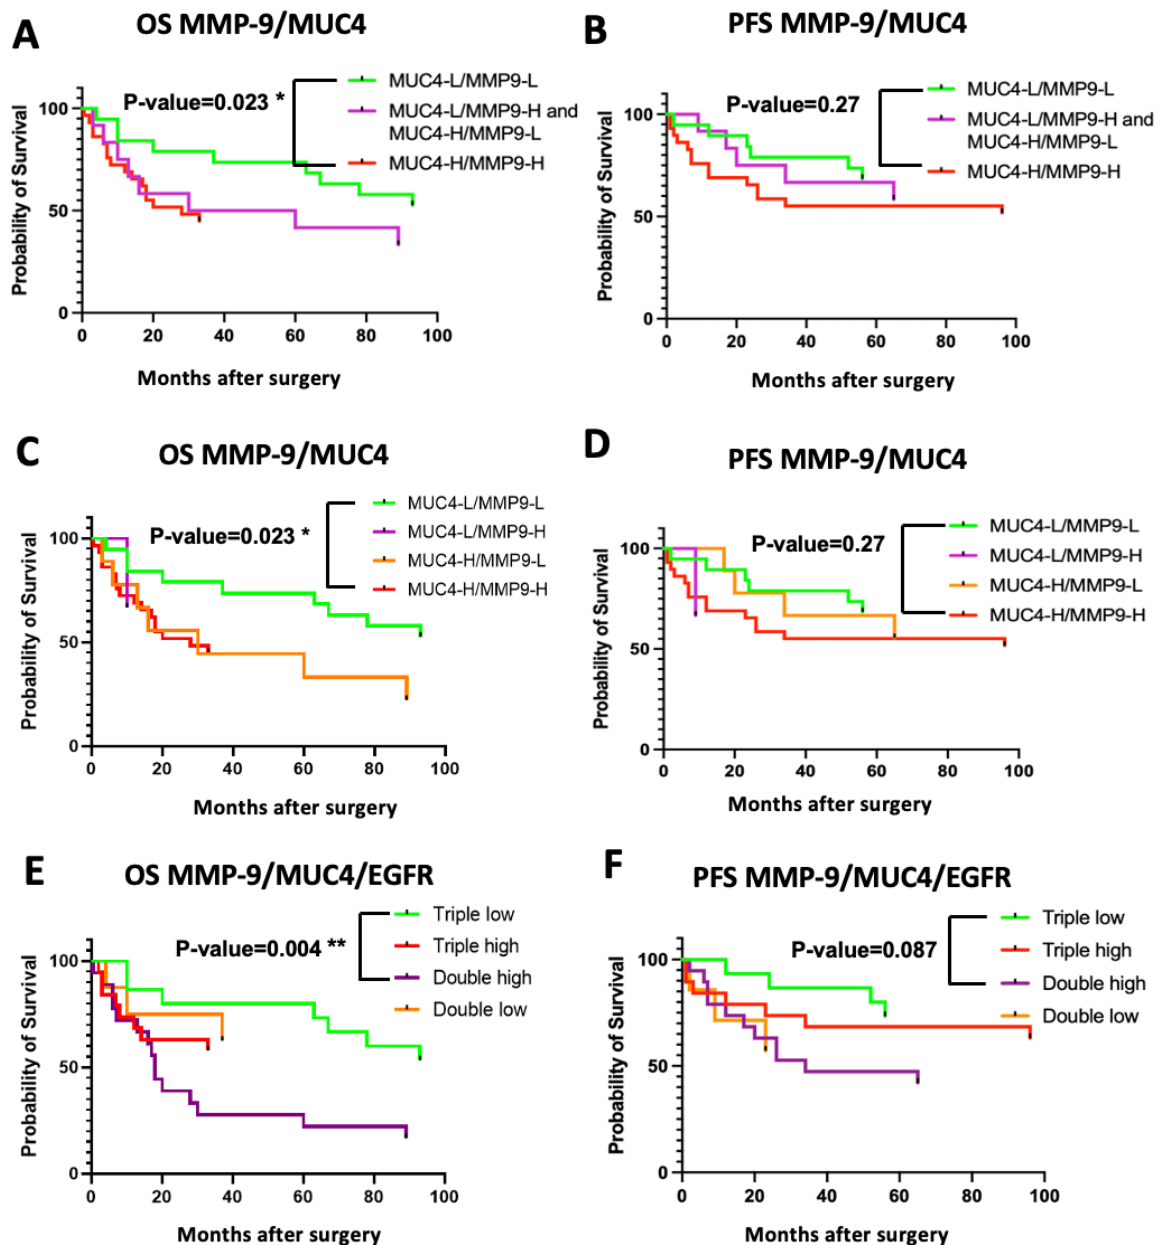 A
OS MMP-9/MUC4
P-value=0.023 *
MUC4-L/MMP9-L
MUC4-L/MMP9-H and
MUC4-H/MMP9-L
MUC4-H/MMP9-H
Probability of Survival
100
50
0
0 20 40 60 80 100
Months after surgery
B
PFS MMP-9/MUC4
P-value=0.27
MUC4-L/MMP9-L
MUC4-L/MMP9-H and
MUC4-H/MMP9-L
MUC4-H/MMP9-H
Probability of Survival
100
50
0
0 20 40 60 80 100
Months after surgery
C
OS MMP-9/MUC4
P-value=0.023 *
MUC4-L/MMP9-L
MUC4-L/MMP9-H
MUC4-H/MMP9-L
MUC4-H/MMP9-H
Probability of Survival
100
50
0
0 20 40 60 80 100
Months after surgery
D
PFS MMP-9/MUC4
P-value=0.27
MUC4-L/MMP9-L
MUC4-L/MMP9-H
MUC4-H/MMP9-L
MUC4-H/MMP9-H
Probability of Survival
100
50
0
0 20 40 60 80 100
Months after surgery
E
OS MMP-9/MUC4/EGFR
P-value=0.004 **
Triple low
Triple high
Double high
Double low
Probability of Survival
100
50
0
0 20 40 60 80 100
Months after surgery
F
PFS MMP-9/MUC4/EGFR
P-value=0.087
Triple low
Triple high
Double high
Double low
Probability of Survival
100
50
0
0 20 40 60 80 100
Months after surgery